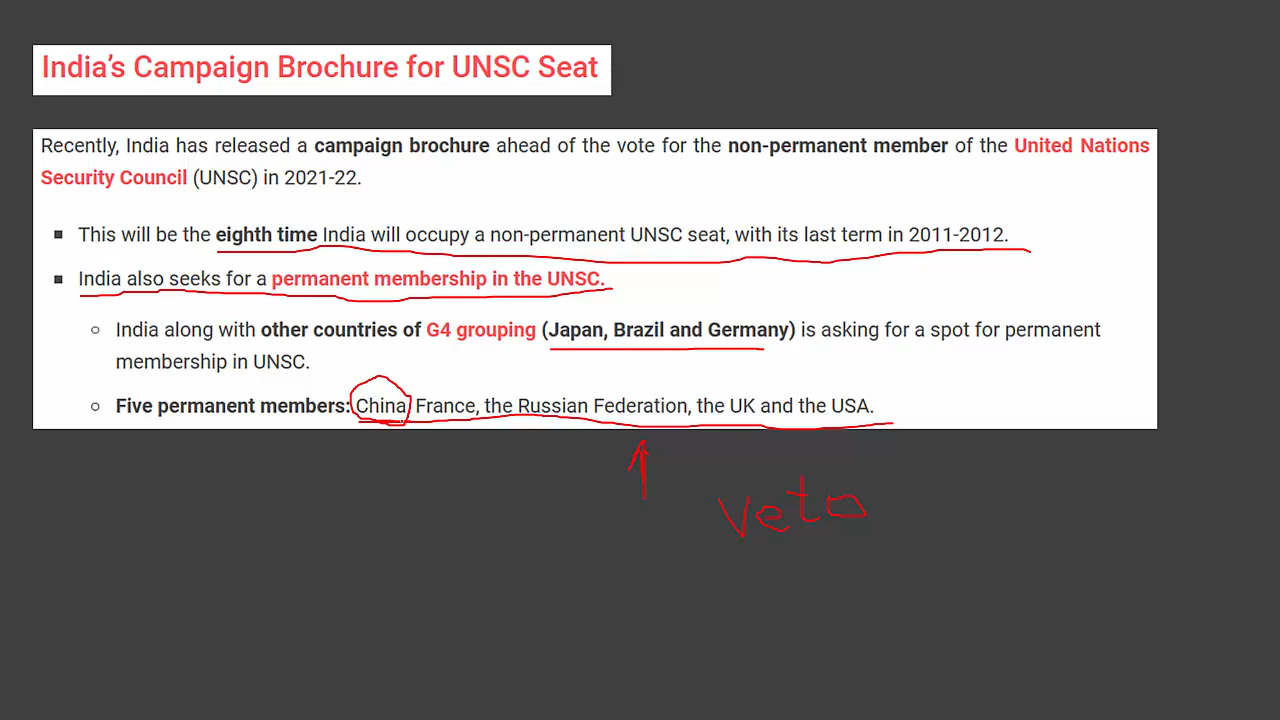 India’s Campaign Brochure for UNSC Seat
Recently, India has released a campaign brochure ahead of the vote for the non-permanent member of the United Nations
Security Council (UNSC) in 2021-22.
▪ This will be the eighth time India will occupy a non-permanent UNSC seat, with its last term in 2011-2012.
▪ India also seeks for a permanent membership in the UNSC.
○ India along with other countries of G4 grouping (Japan, Brazil and Germany) is asking for a spot for permanent
membership in UNSC.
○ Five permanent members: China, France, the Russian Federation, the UK and the USA.
veto